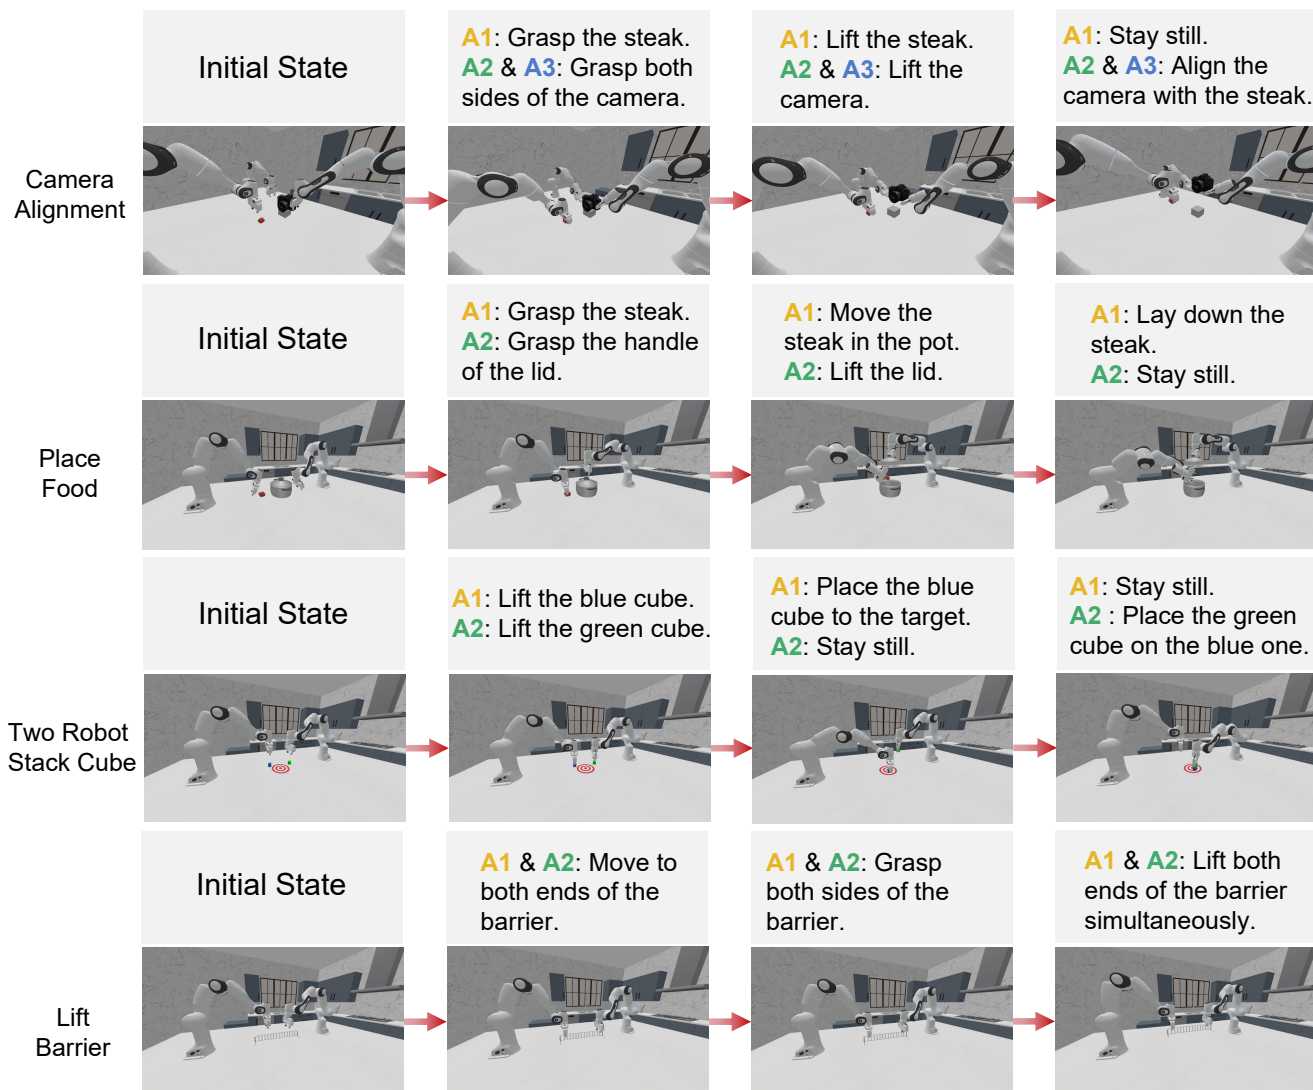 Initial State
A1: Grasp the steak.
A2 & A3: Grasp both
sides of the camera.
A1: Lift the steak.
A2 & A3: Lift the
camera.
A1: Stay still.
A2 & A3: Align the
camera with the steak.
Camera
Alignment
Initial State
A1: Grasp the steak.
A2: Grasp the handle
of the lid.
A1: Move the
steak in the pot.
A2: Lift the lid.
A1: Lay down the
steak.
A2: Stay still.
Place
Food
Initial State
A1: Lift the blue cube.
A2: Lift the green cube.
A1: Place the blue
cube to the target.
A2: Stay still.
A1: Stay still.
A2 : Place the green
cube on the blue one.
Two Robot
Stack Cube
Initial State
A1 & A2: Move to
both ends of the
barrier.
A1 & A2: Grasp
both sides of the
barrier.
A1 & A2: Lift both
ends of the barrier
simultaneously.
Lift
Barrier